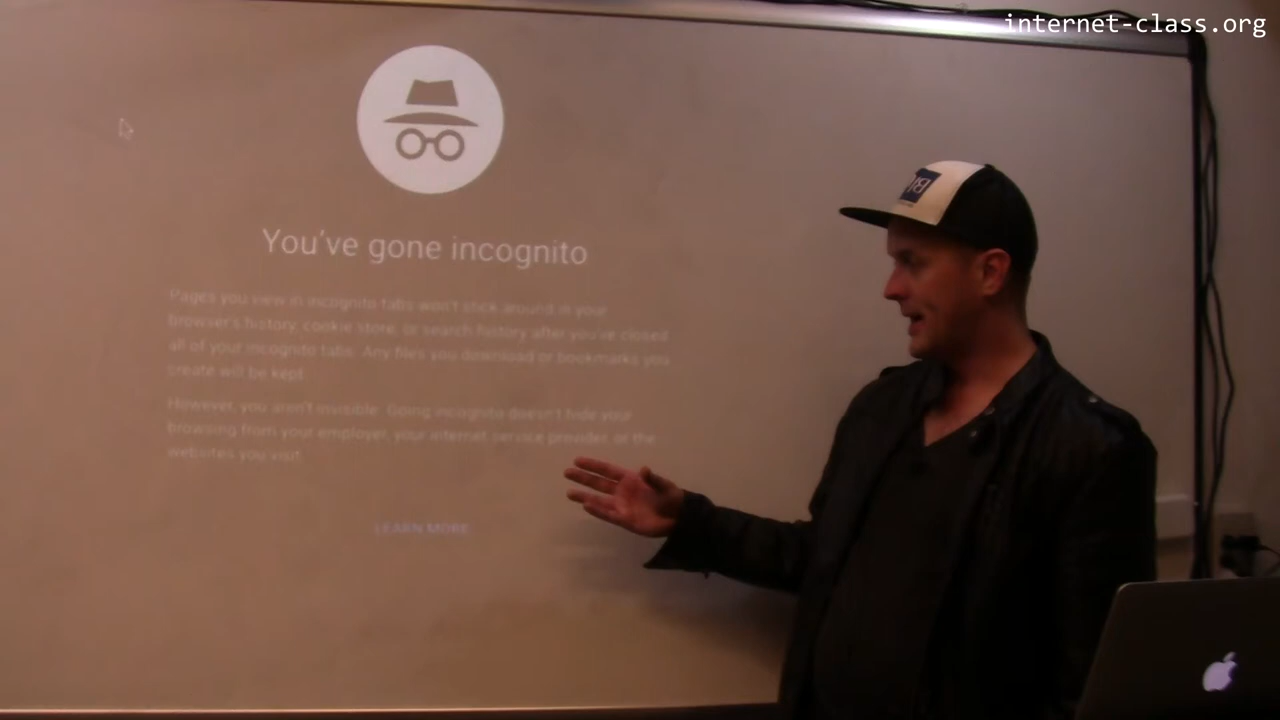 internet-class.org
You've gone incognito
Pages you view in incognito tabs won't stick around in your
browser's history, cookie store, or search history after you've closed
all of your incognito tabs. Any files you download or bookmarks you
create will be kept.
However, you aren't invisible. Going incognito doesn't hide your
browsing from your employer, your internet service provider, or the
websites you visit.
LEARN MORE